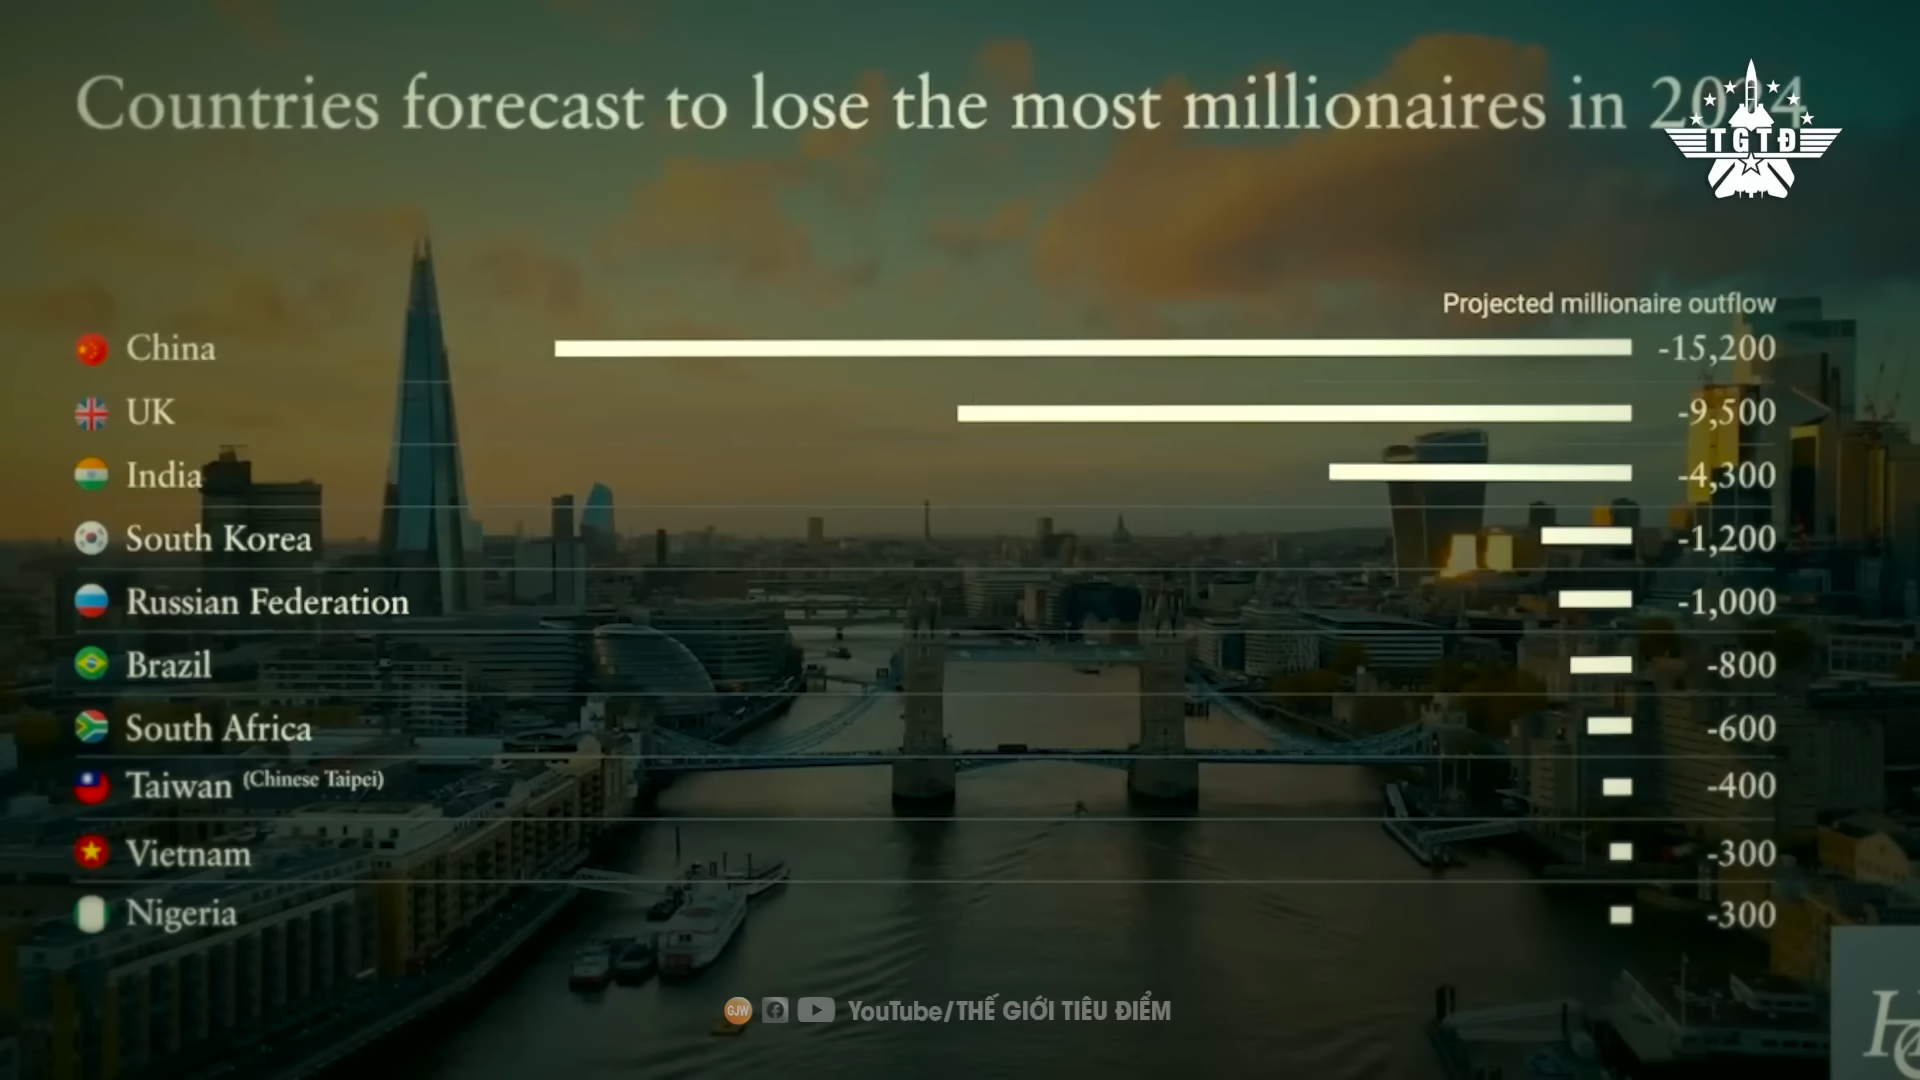 Countries forecast to lose the most millionaires in 2024
TGTĐ
Projected millionaire outflow
China -15,200
UK -9,500
India -4,300
South Korea -1,200
Russian Federation -1,000
Brazil -800
South Africa -600
Taiwan (Chinese Taipei) -400
Vietnam -300
Nigeria -300
GJW YouTube/THẾ GIỚI TIÊU ĐIỂM